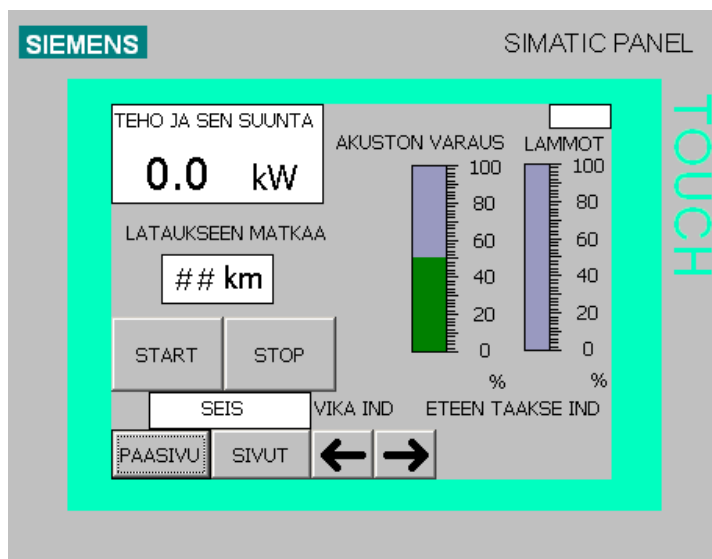 SIEMENS
SIMATIC PANEL
TOUCH
TEHO JA SEN SUUNTA
0.0 kW
AKUSTON VARAUS
LAMMOT
100
80
60
40
20
0
%
100
80
60
40
20
0
%
LATAUKSEEN MATKAA
## km
START
STOP
SEIS
VIKA IND
ETEEN TAAKSE IND
PAASIVU
SIVUT